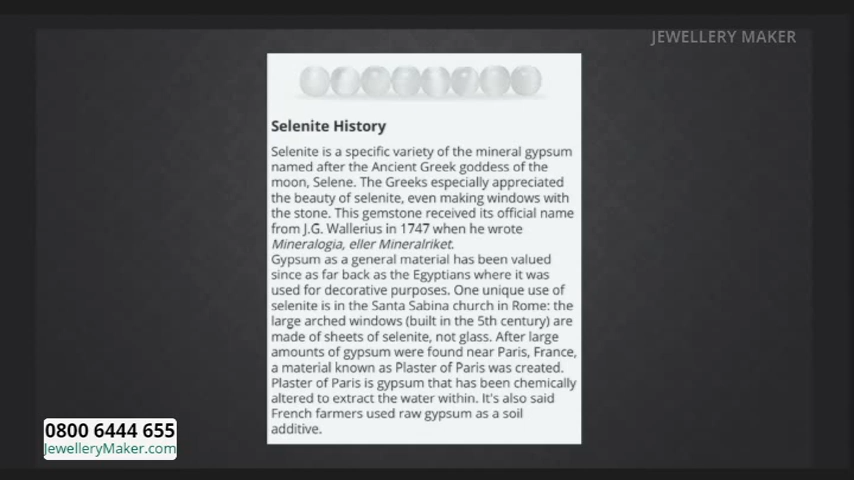 JEWELLERY MAKER
Selenite History
Selenite is a specific variety of the mineral gypsum
named after the Ancient Greek goddess of the
moon, Selene. The Greeks especially appreciated
the beauty of selenite, even making windows with
the stone. This gemstone received its official name
from J.G. Wallerius in 1747 when he wrote
Mineralogia, eller Mineralriket.
Gypsum as a general material has been valued
since as far back as the Egyptians where it was
used for decorative purposes. One unique use of
selenite is in the Santa Sabina church in Rome: the
large arched windows (built in the 5th century) are
made of sheets of selenite, not glass. After large
amounts of gypsum were found near Paris, France,
a material known as Plaster of Paris was created.
Plaster of Paris is gypsum that has been chemically
altered to extract the water within. It's also said
French farmers used raw gypsum as a soil
additive.
0800 6444 655
JewelleryMaker.com